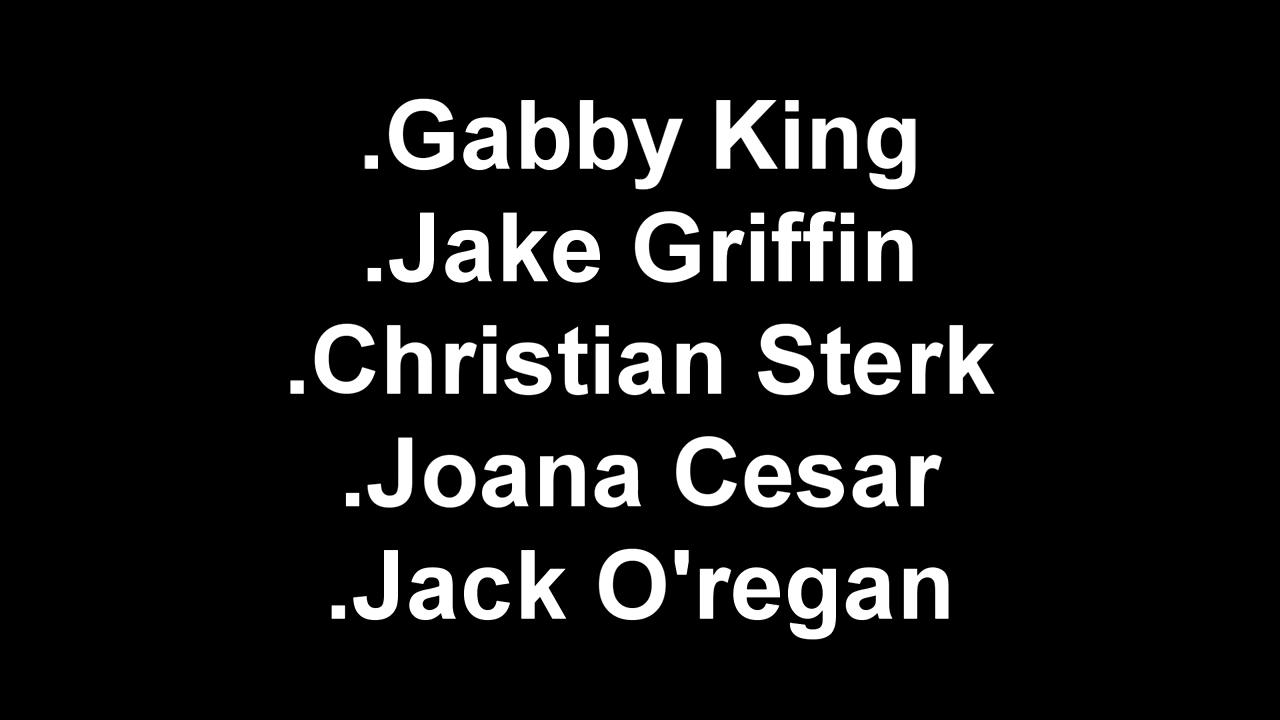 .Gabby King
.Jake Griffin
.Christian Sterk
.Joana Cesar
.Jack O'regan